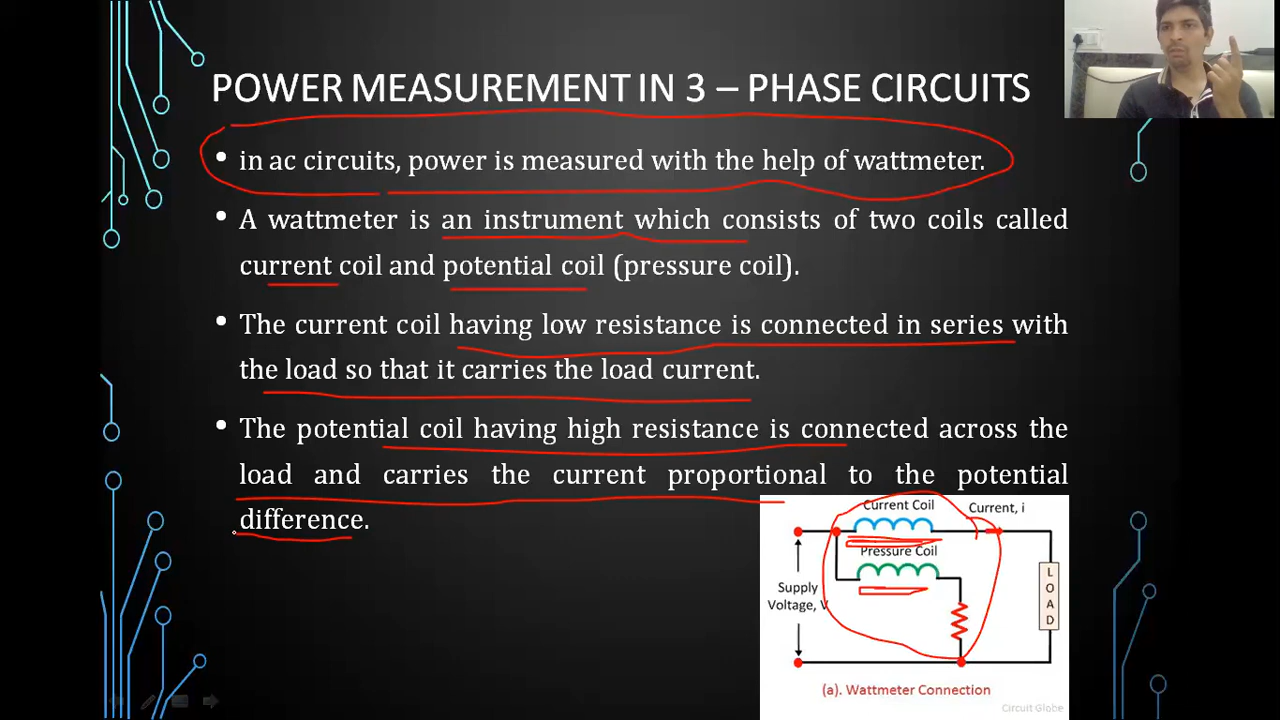 POWER MEASUREMENT IN 3 – PHASE CIRCUITS
• in ac circuits, power is measured with the help of wattmeter.
• A wattmeter is an instrument which consists of two coils called
current coil and potential coil (pressure coil).
• The current coil having low resistance is connected in series with
the load so that it carries the load current.
• The potential coil having high resistance is connected across the
load and carries the current proportional to the potential
difference.
Current Coil
Current, i
Pressure Coil
Supply
Voltage, V
LOAD
(a). Wattmeter Connection
Circuit Globe